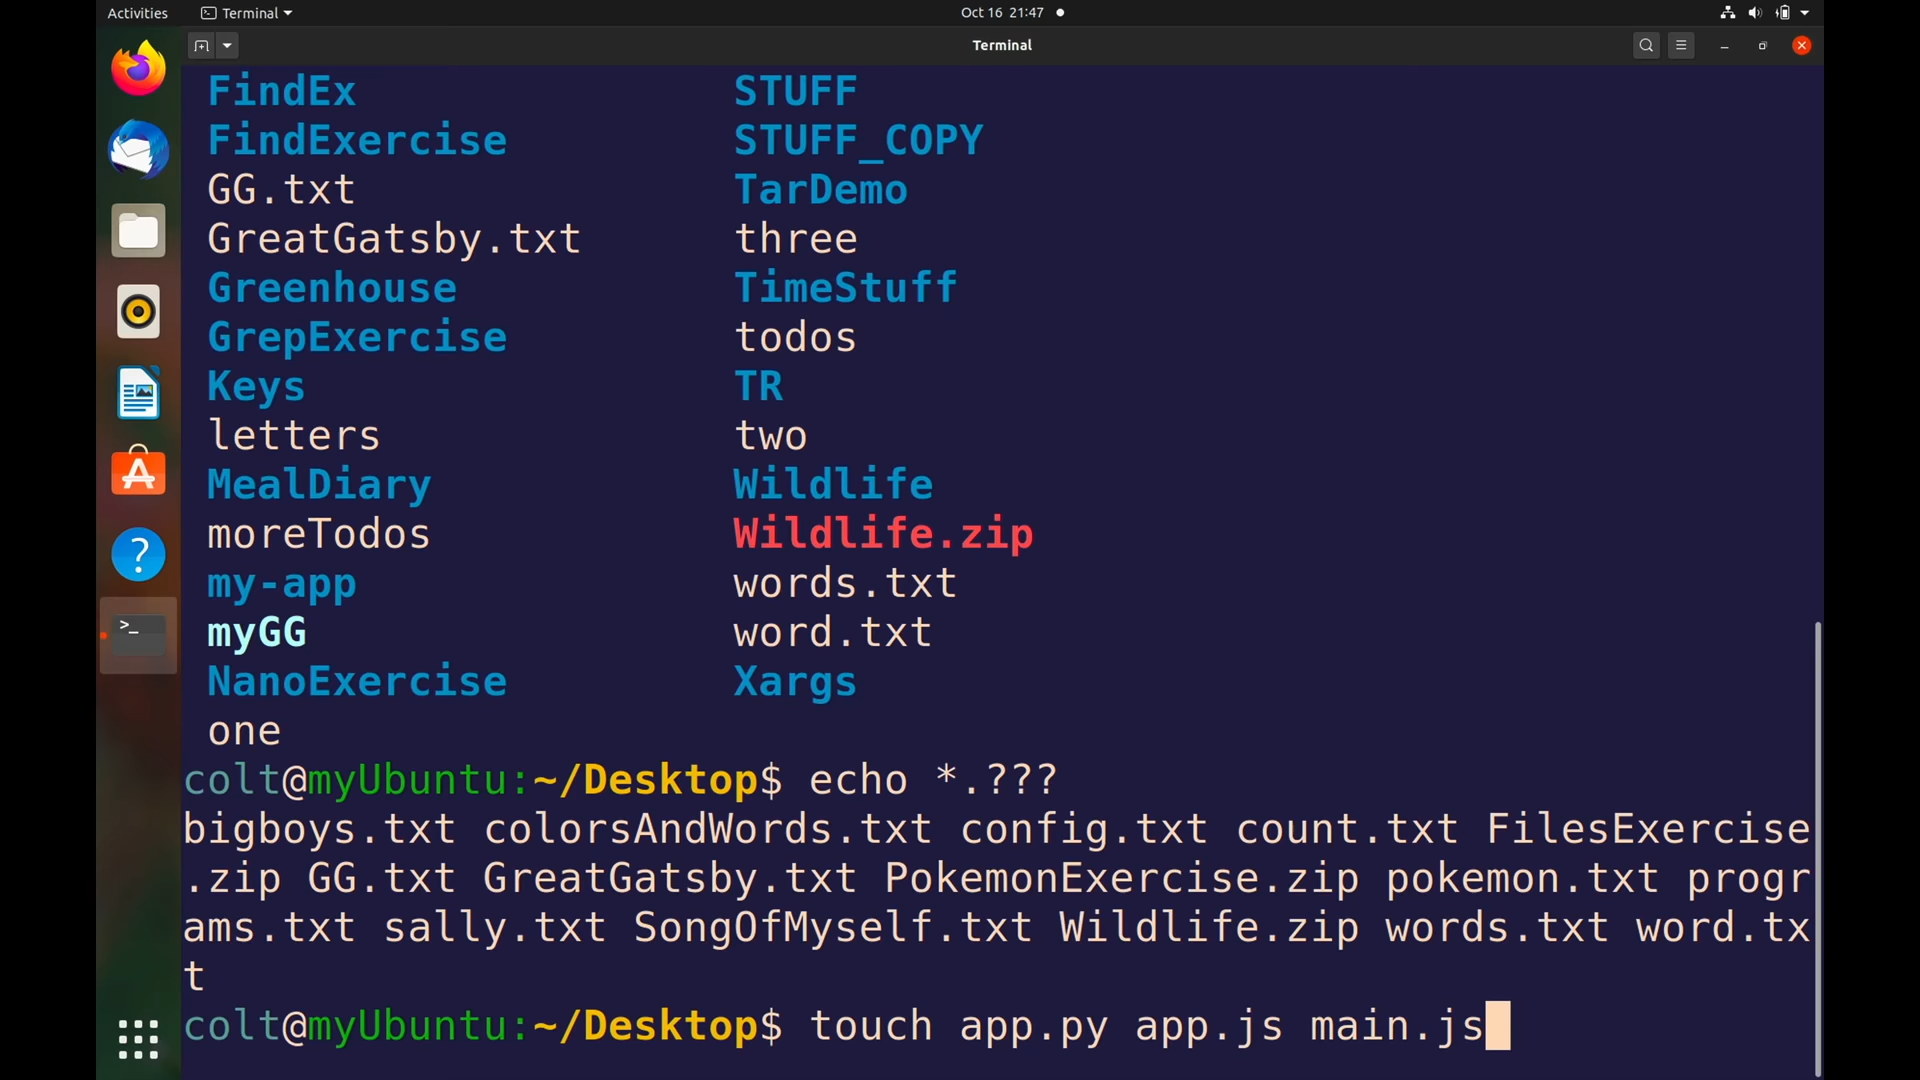 Activities Terminal Oct 16 21:47
Terminal
FindEx STUFF
FindExercise STUFF_COPY
GG.txt TarDemo
GreatGatsby.txt three
Greenhouse TimeStuff
GrepExercise todos
Keys TR
letters two
MealDiary Wildlife
moreTodos Wildlife.zip
my-app words.txt
myGG word.txt
NanoExercise Xargs
one
colt@myUbuntu:~/Desktop$ echo *.???
bigboys.txt colorsAndWords.txt config.txt count.txt FilesExercise
.zip GG.txt GreatGatsby.txt PokemonExercise.zip pokemon.txt progr
ams.txt sally.txt SongOfMyself.txt Wildlife.zip words.txt word.tx
t
colt@myUbuntu:~/Desktop$ touch app.py app.js main.js